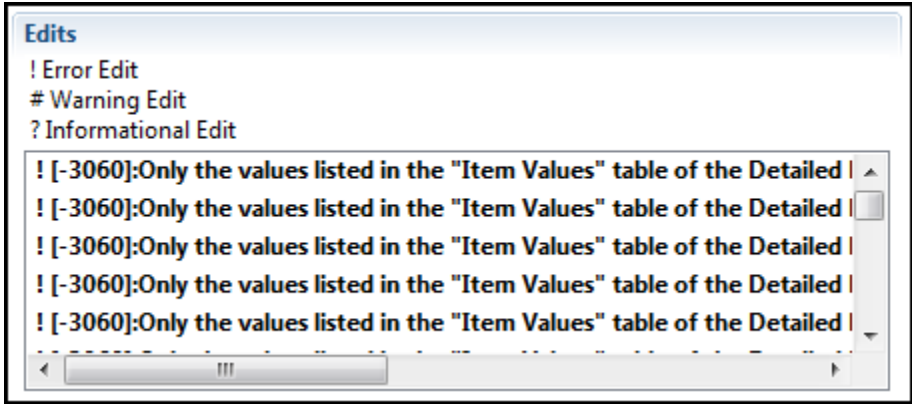 Edits
! Error Edit
# Warning Edit
? Informational Edit
! [-3060]:Only the values listed in the "Item Values" table of the Detailed
! [-3060]:Only the values listed in the "Item Values" table of the Detailed
! [-3060]:Only the values listed in the "Item Values" table of the Detailed
! [-3060]:Only the values listed in the "Item Values" table of the Detailed
! [-3060]:Only the values listed in the "Item Values" table of the Detailed